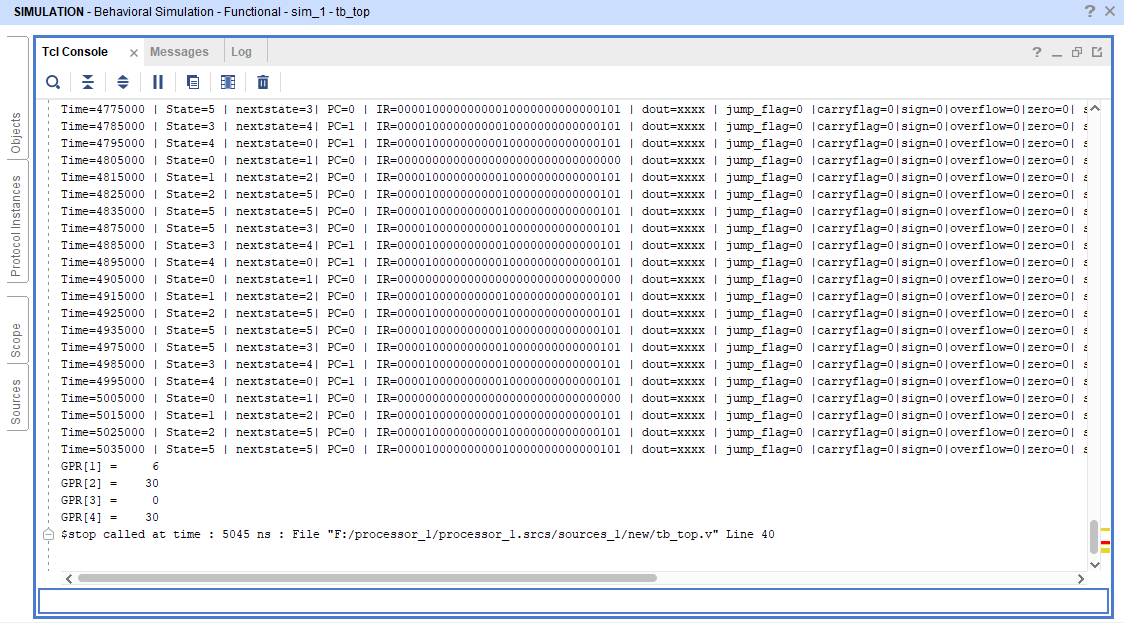 SIMULATION - Behavioral Simulation - Functional - sim_1 - tb_top
? ×
Tcl Console × Messages Log
?
Objects
Protocol Instances
Scope
Sources
Time=4775000 | State=5 | nextstate=3| PC=0 | IR=00001000000000010000000000000101 | dout=xxxx | jump_flag=0 |carryflag=0|sign=0|overflow=0|zero=0| s
Time=4785000 | State=3 | nextstate=4| PC=1 | IR=00001000000000010000000000000101 | dout=xxxx | jump_flag=0 |carryflag=0|sign=0|overflow=0|zero=0| s
Time=4795000 | State=4 | nextstate=0| PC=1 | IR=00001000000000010000000000000101 | dout=xxxx | jump_flag=0 |carryflag=0|sign=0|overflow=0|zero=0| s
Time=4805000 | State=0 | nextstate=1| PC=0 | IR=00000000000000000000000000000000 | dout=xxxx | jump_flag=0 |carryflag=0|sign=0|overflow=0|zero=0| s
Time=4815000 | State=1 | nextstate=2| PC=0 | IR=00001000000000010000000000000101 | dout=xxxx | jump_flag=0 |carryflag=0|sign=0|overflow=0|zero=0| s
Time=4825000 | State=2 | nextstate=5| PC=0 | IR=00001000000000010000000000000101 | dout=xxxx | jump_flag=0 |carryflag=0|sign=0|overflow=0|zero=0| s
Time=4835000 | State=5 | nextstate=5| PC=0 | IR=00001000000000010000000000000101 | dout=xxxx | jump_flag=0 |carryflag=0|sign=0|overflow=0|zero=0| s
Time=4875000 | State=5 | nextstate=3| PC=0 | IR=00001000000000010000000000000101 | dout=xxxx | jump_flag=0 |carryflag=0|sign=0|overflow=0|zero=0| s
Time=4885000 | State=3 | nextstate=4| PC=1 | IR=00001000000000010000000000000101 | dout=xxxx | jump_flag=0 |carryflag=0|sign=0|overflow=0|zero=0| s
Time=4895000 | State=4 | nextstate=0| PC=1 | IR=00001000000000010000000000000101 | dout=xxxx | jump_flag=0 |carryflag=0|sign=0|overflow=0|zero=0| s
Time=4905000 | State=0 | nextstate=1| PC=0 | IR=00000000000000000000000000000000 | dout=xxxx | jump_flag=0 |carryflag=0|sign=0|overflow=0|zero=0| s
Time=4915000 | State=1 | nextstate=2| PC=0 | IR=00001000000000010000000000000101 | dout=xxxx | jump_flag=0 |carryflag=0|sign=0|overflow=0|zero=0| s
Time=4925000 | State=2 | nextstate=5| PC=0 | IR=00001000000000010000000000000101 | dout=xxxx | jump_flag=0 |carryflag=0|sign=0|overflow=0|zero=0| s
Time=4935000 | State=5 | nextstate=5| PC=0 | IR=00001000000000010000000000000101 | dout=xxxx | jump_flag=0 |carryflag=0|sign=0|overflow=0|zero=0| s
Time=4975000 | State=5 | nextstate=3| PC=0 | IR=00001000000000010000000000000101 | dout=xxxx | jump_flag=0 |carryflag=0|sign=0|overflow=0|zero=0| s
Time=4985000 | State=3 | nextstate=4| PC=1 | IR=00001000000000010000000000000101 | dout=xxxx | jump_flag=0 |carryflag=0|sign=0|overflow=0|zero=0| s
Time=4995000 | State=4 | nextstate=0| PC=1 | IR=00001000000000010000000000000101 | dout=xxxx | jump_flag=0 |carryflag=0|sign=0|overflow=0|zero=0| s
Time=5005000 | State=0 | nextstate=1| PC=0 | IR=00000000000000000000000000000000 | dout=xxxx | jump_flag=0 |carryflag=0|sign=0|overflow=0|zero=0| s
Time=5015000 | State=1 | nextstate=2| PC=0 | IR=00001000000000010000000000000101 | dout=xxxx | jump_flag=0 |carryflag=0|sign=0|overflow=0|zero=0| s
Time=5025000 | State=2 | nextstate=5| PC=0 | IR=00001000000000010000000000000101 | dout=xxxx | jump_flag=0 |carryflag=0|sign=0|overflow=0|zero=0| s
Time=5035000 | State=5 | nextstate=5| PC=0 | IR=00001000000000010000000000000101 | dout=xxxx | jump_flag=0 |carryflag=0|sign=0|overflow=0|zero=0| s
GPR[1] =     6
GPR[2] =    30
GPR[3] =     0
GPR[4] =    30
$stop called at time : 5045 ns : File "F:/processor_1/processor_1.srcs/sources_1/new/tb_top.v" Line 40